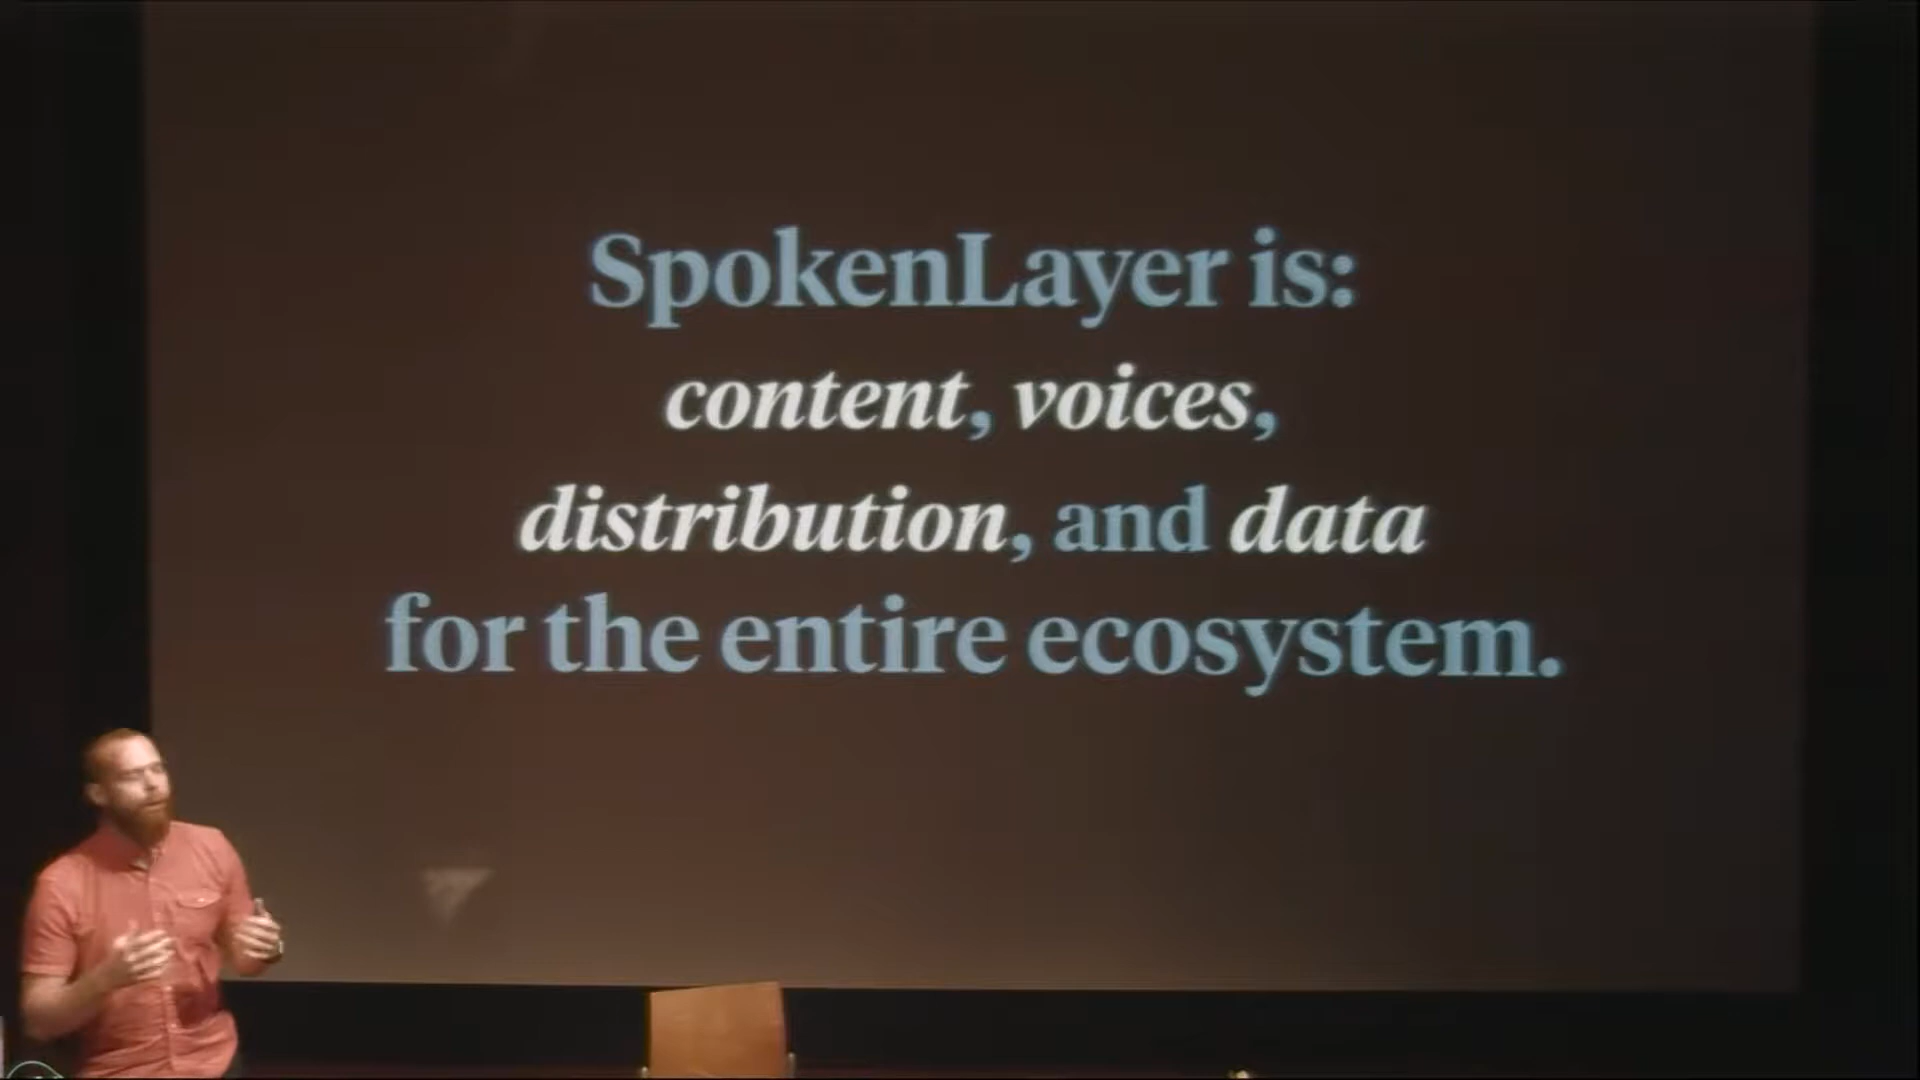 SpokenLayer is:
content, voices,
distribution, and data
for the entire ecosystem.